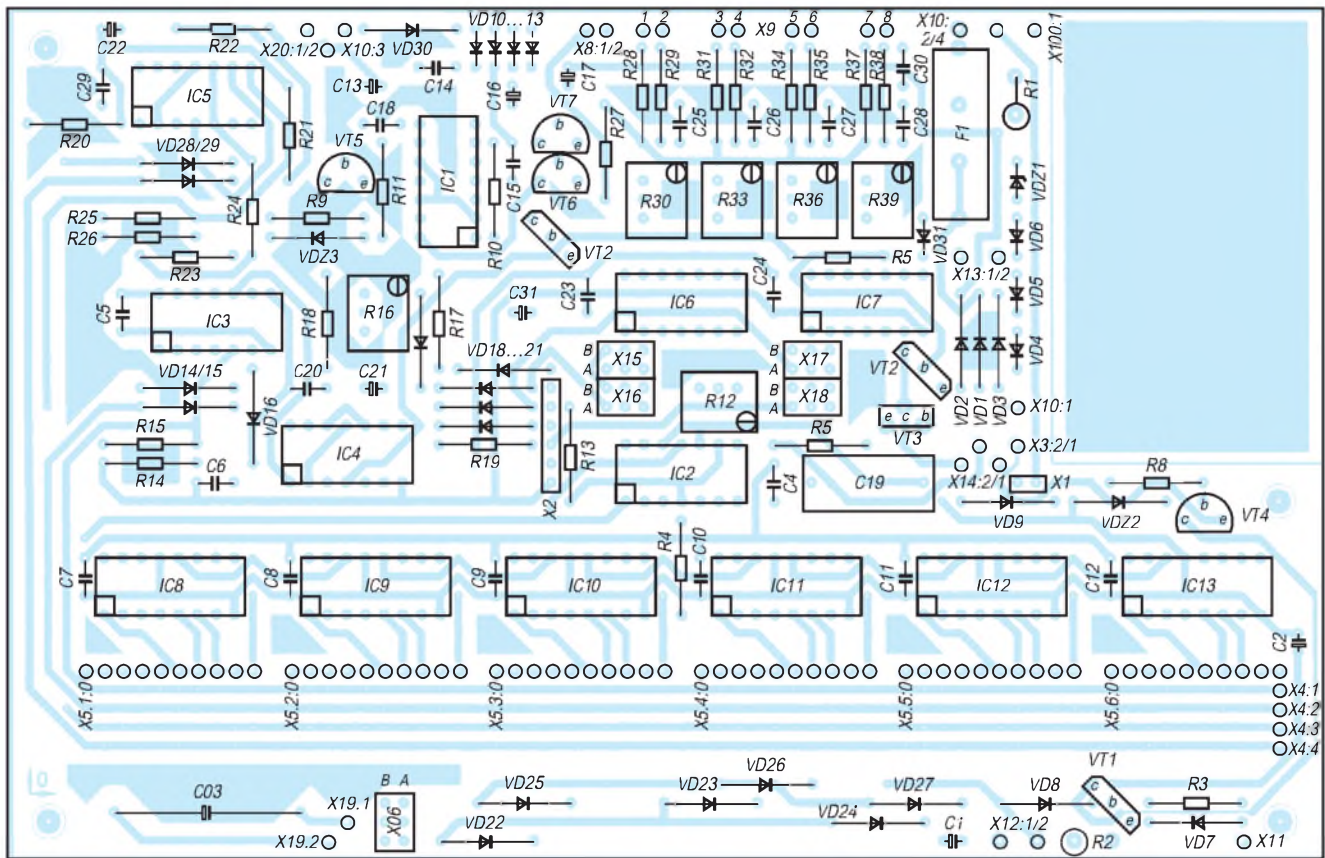 C22
R22
X20:1/2
X10:3
VD30
VD10...13
X8:1/2
1 2
3 4
X9
5 6
7 8
X10:
2/4
X100:1
C29
IC5
C13
C14
C16
C17
R28
R29
R31
R32
R34
R35
R37
R38
C30
R1
R20
R21
C18
VT7
c b e
R27
C25
C26
C27
C28
F1
VD28/29
VT5
c b e
R11
IC1
C15
c b e
VT6
R30
R33
R36
R39
VDZ1
R25
R26
R24
R9
VDZ3
R10
c b e
VT2
VD31
VD6
R23
R5
X13:1/2
C5
IC3
R18
R16
R17
C31
C23
IC6
C24
IC7
VD5
VD14/15
C20
C21
VD18...21
B
A
X15
B
A
X17
VT2
c b e
VD4
VD16
B
A
X16
R12
B
A
X18
e c b
VT3
VD2
VD1
VD3
X10:1
R15
R14
C6
IC4
R19
X2
R13
IC2
C4
R5
C19
X3:2/1
X14:2/1
X1
R8
VD9
VDZ2
c b e
VT4
C7
IC8
C8
IC9
C9
IC10
R4
C10
IC11
C11
IC12
C12
IC13
C2
X5.1:0
X5.2:0
X5.3:0
X5.4:0
X5.5:0
X5.6:0
X4:1
X4:2
X4:3
X4:4
C03
X19.1
X19.2
B A
X06
VD25
VD22
VD23
VD26
VD24
VD27
C i
X12:1/2
VD8
VT1
c b e
R2
R3
VD7
X11